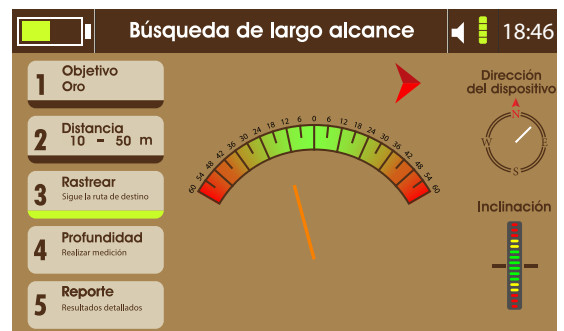 Búsqueda de largo alcance
18:46
1 Objetivo
Oro
2 Distancia
10 - 50 m
3 Rastrear
Sigue la ruta de destino
4 Profundidad
Realizar medición
5 Reporte
Resultados detallados
60 54 48 42 36 30 24 18 12 6 0 6 12 18 24 30 36 42 48 54 60
Dirección
del dispositivo
N
W E
S
Inclinación